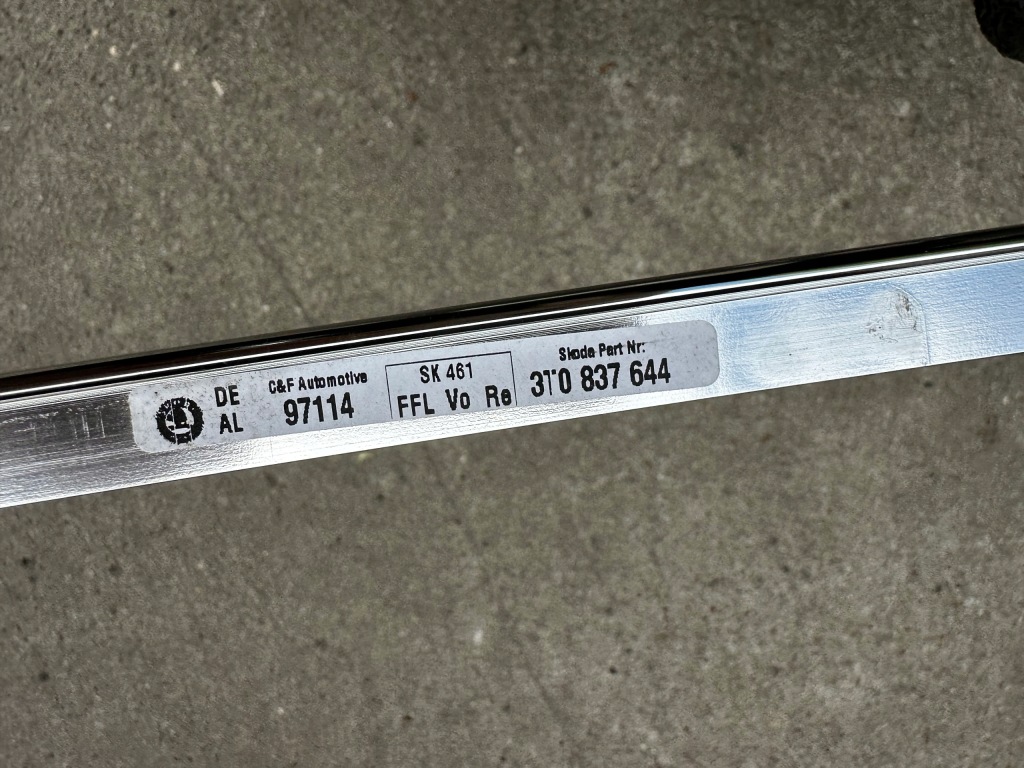 DE
AL
C&F Automotive
97114
SK 461
FFL Vo Re
Skoda Part Nr:
3T0 837 644